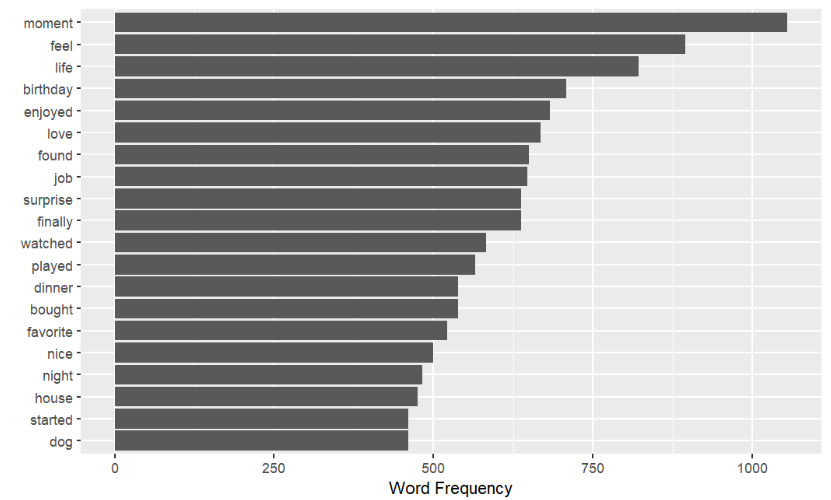 moment
feel
life
birthday
enjoyed
love
found
job
surprise
finally
watched
played
dinner
bought
favorite
nice
night
house
started
dog
0 250 500 750 1000
Word Frequency